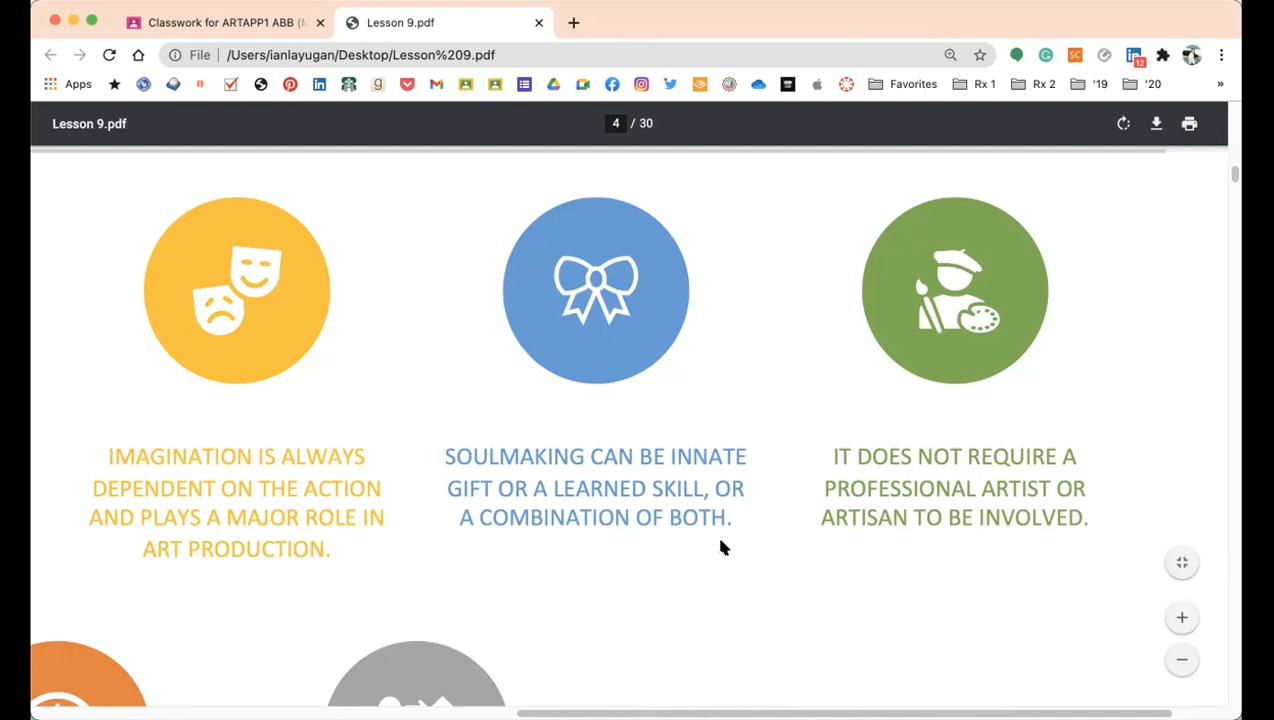 Classwork for ARTAPP1 ABB (
Lesson 9.pdf
File
/Users/ianlayugan/Desktop/Lesson%209.pdf
SC
12
Apps
g
Favorites
Rx 1
Rx 2
'19
'20
»
Lesson 9.pdf
4 / 30
IMAGINATION IS ALWAYS
DEPENDENT ON THE ACTION
AND PLAYS A MAJOR ROLE IN
ART PRODUCTION.
SOULMAKING CAN BE INNATE
GIFT OR A LEARNED SKILL, OR
A COMBINATION OF BOTH.
IT DOES NOT REQUIRE A
PROFESSIONAL ARTIST OR
ARTISAN TO BE INVOLVED.